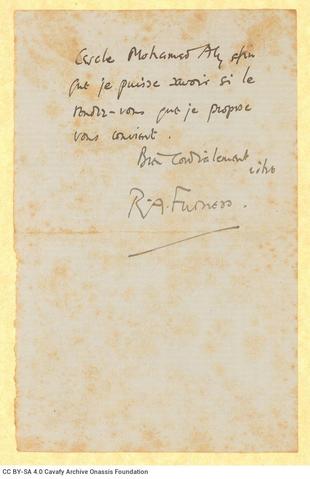 Cercle Mohamed Aly afin
que je puisse savoir si le
rendez-vous que je propose
vous convient.
Bien cordialement
vôtre
R.A. Furness.
CC BY-SA 4.0 Cavafy Archive Onassis Foundation